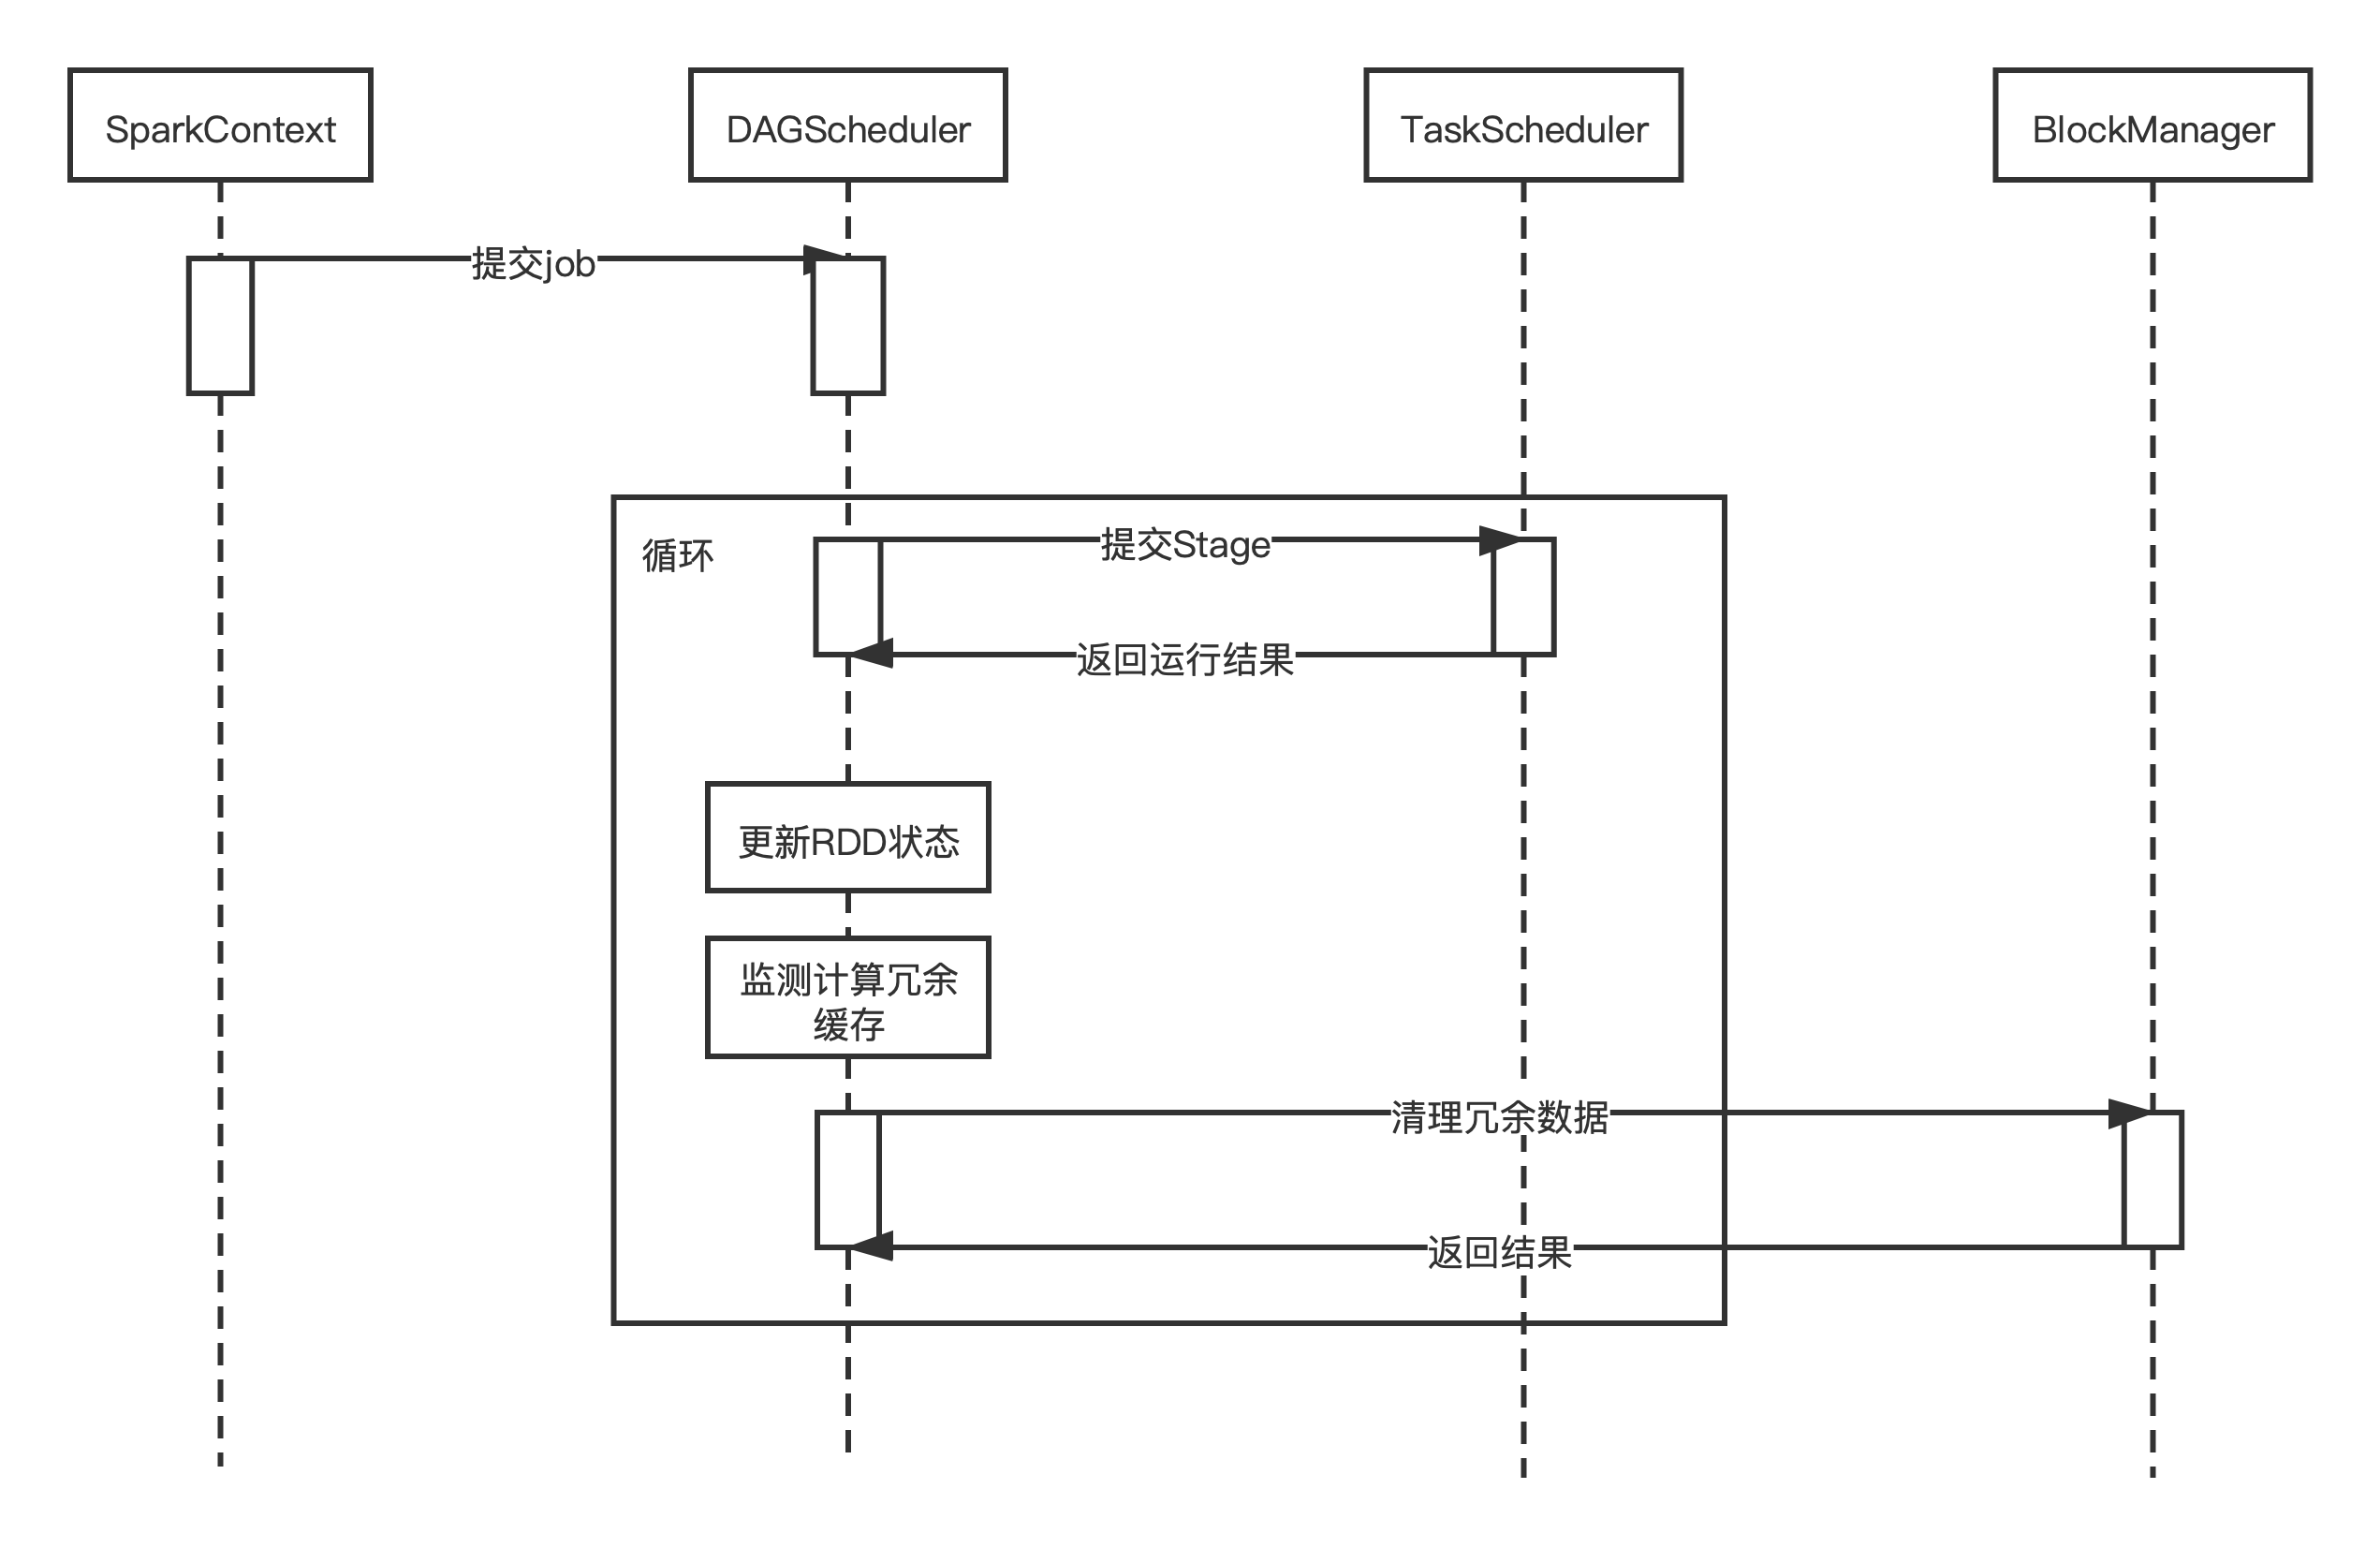 SparkContext
DAGScheduler
TaskScheduler
BlockManager
提交job
循环
提交Stage
返回运行结果
更新RDD状态
监测计算冗余
缓存
清理冗余数据
返回结果